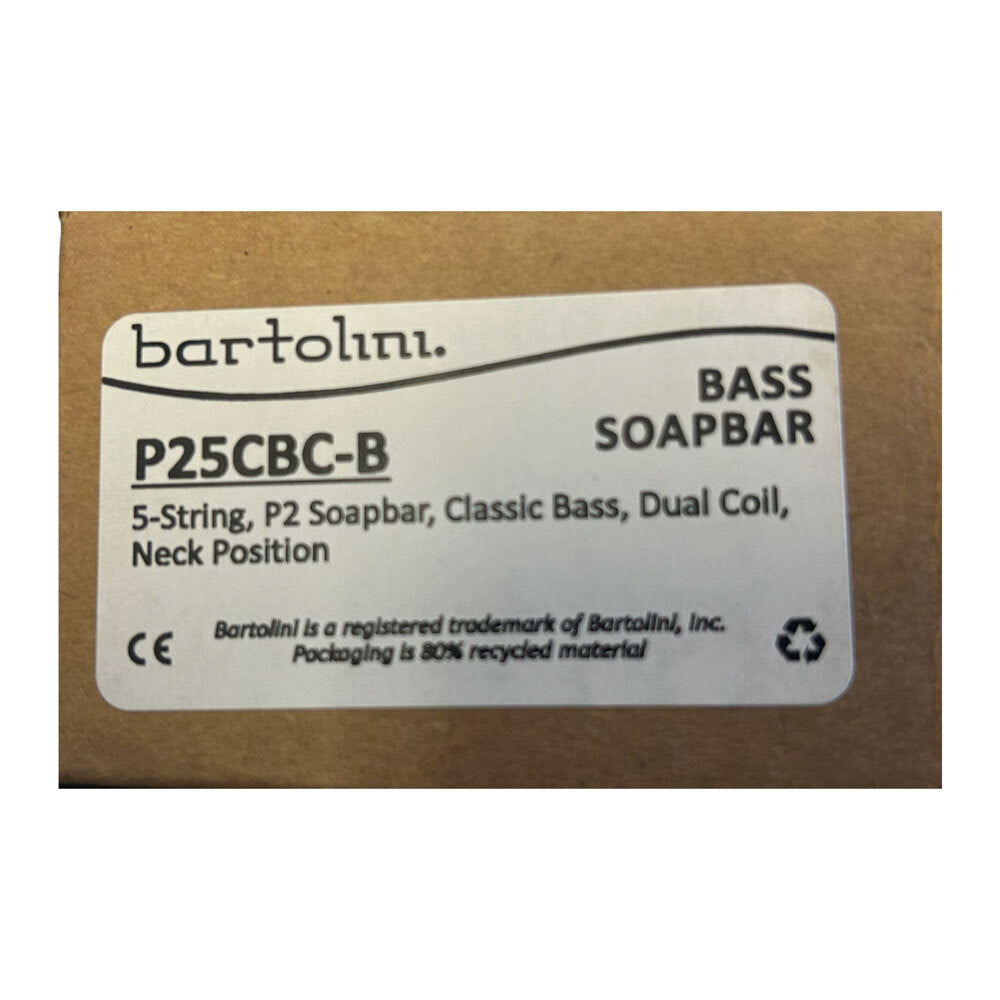 bartolini.
BASS
SOAPBAR
P25CBC-B
5-String, P2 Soapbar, Classic Bass, Dual Coil,
Neck Position
Bartolini is a registered trademark of Bartolini, Inc.
Packaging is 80% recycled material
CE